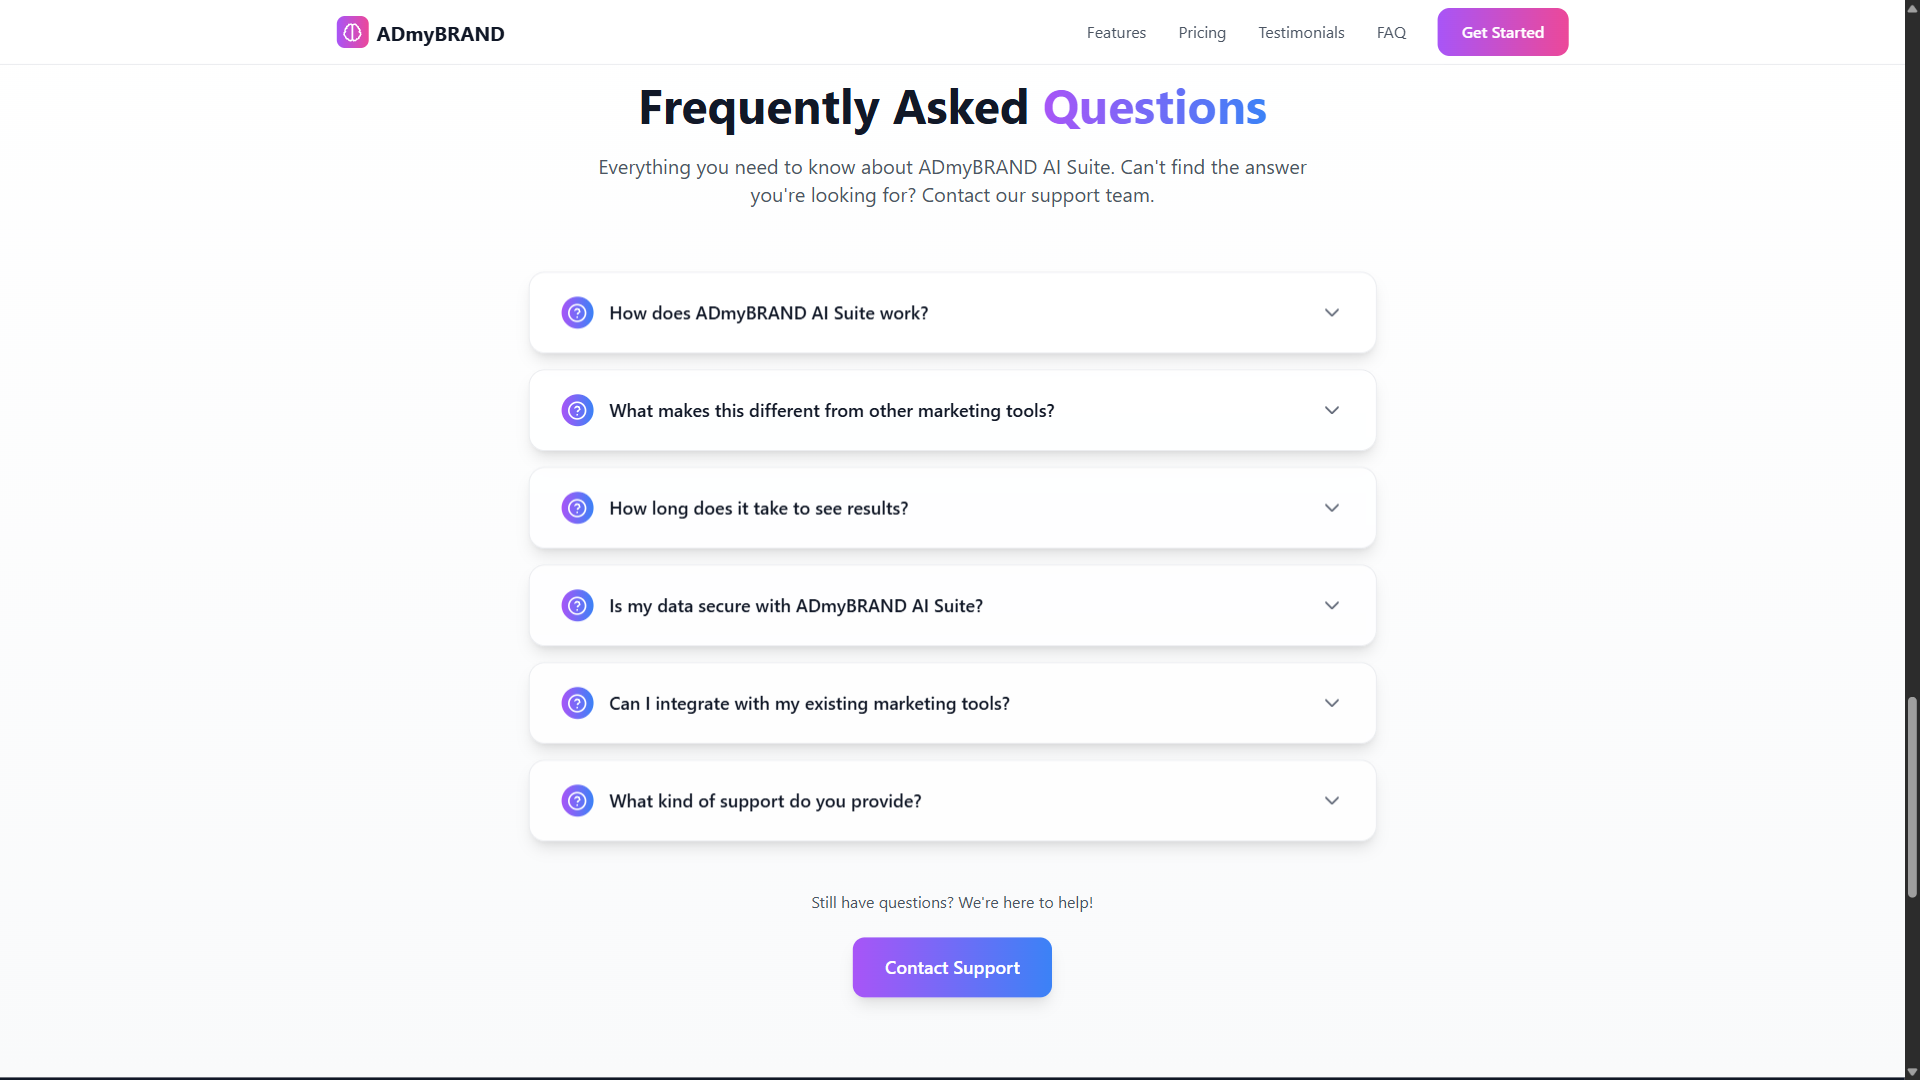 ADmyBRAND
Features
Pricing
Testimonials
FAQ
Get Started
Frequently Asked Questions
Everything you need to know about ADmyBRAND AI Suite. Can't find the answer
you're looking for? Contact our support team.
How does ADmyBRAND AI Suite work?
What makes this different from other marketing tools?
How long does it take to see results?
Is my data secure with ADmyBRAND AI Suite?
Can I integrate with my existing marketing tools?
What kind of support do you provide?
Still have questions? We're here to help!
Contact Support